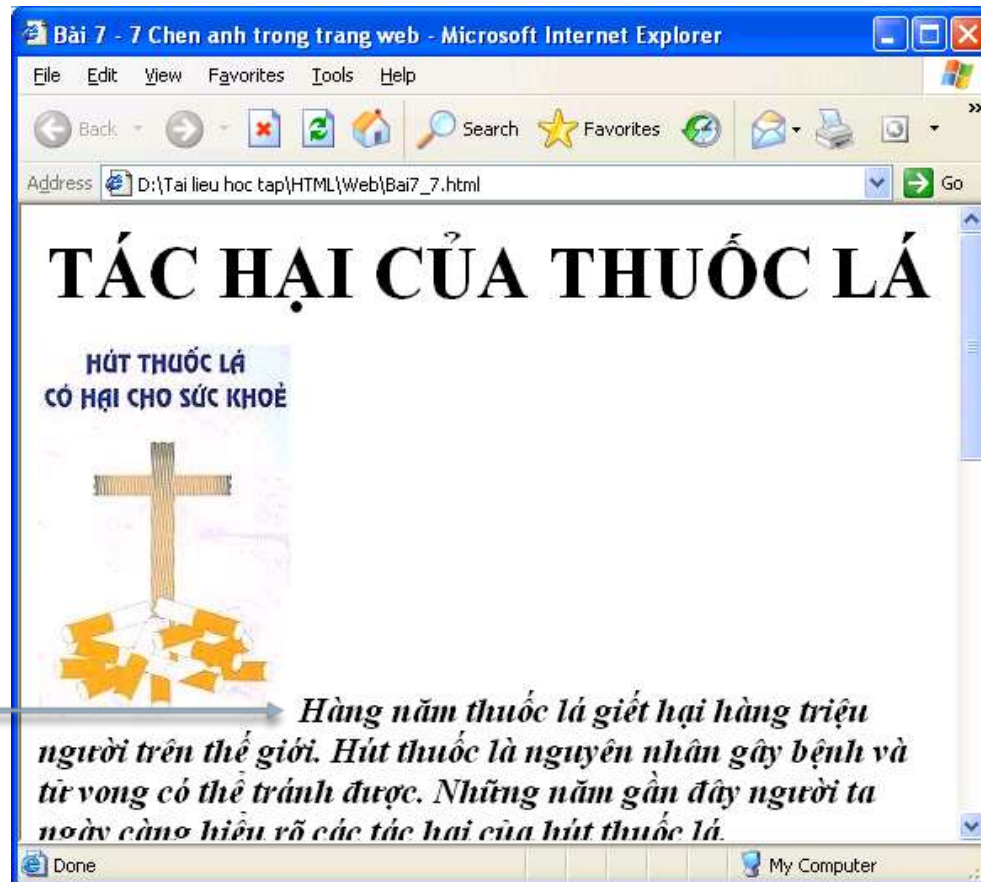 Bài 7 - 7 Chen anh trong trang web - Microsoft Internet Explorer
File Edit View Favorites Tools Help
Back Search Favorites
Address D:\Tai lieu hoc tap\HTML\Web\Bai7_7.html Go
TÁC HẠI CỦA THUỐC LÁ
HÚT THUỐC LÁ
CÓ HẠI CHO SỨC KHOẺ
Hàng năm thuốc lá giết hại hàng triệu
người trên thế giới. Hút thuốc là nguyên nhân gây bệnh và
tử vong có thể tránh được. Những năm gần đây người ta
ngày càng hiểu rõ các tác hại của hút thuốc lá.
Done My Computer